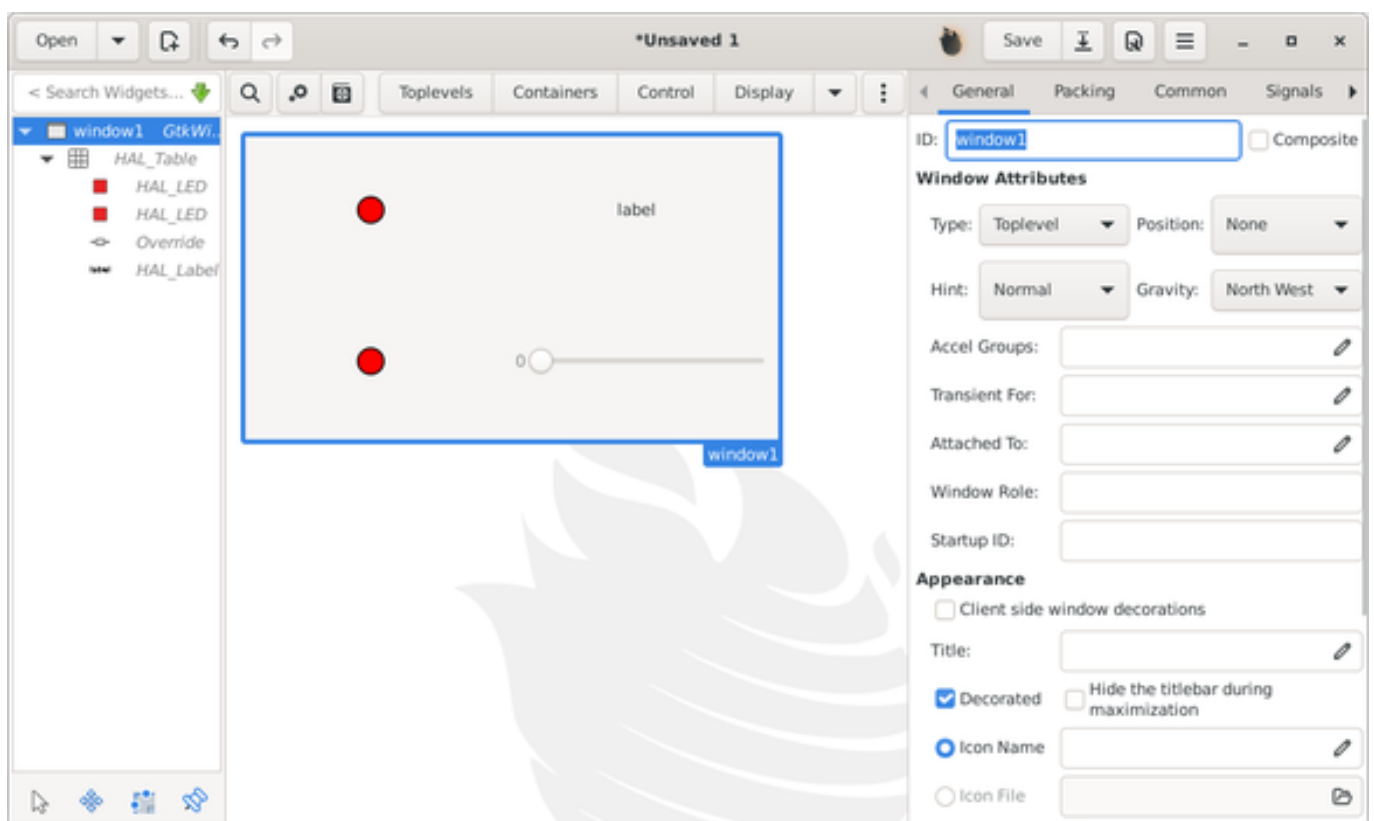 Open
*Unsaved 1
Save
< Search Widgets...
Toplevels
Containers
Control
Display
General
Packing
Common
Signals
window1 GtkWi..
HAL_Table
HAL_LED
HAL_LED
Override
HAL_Label
label
0
window1
ID: window1
Composite
Window Attributes
Type: Toplevel
Position: None
Hint: Normal
Gravity: North West
Accel Groups:
Transient For:
Attached To:
Window Role:
Startup ID:
Appearance
Client side window decorations
Title:
Decorated
Hide the titlebar during
maximization
Icon Name
Icon File